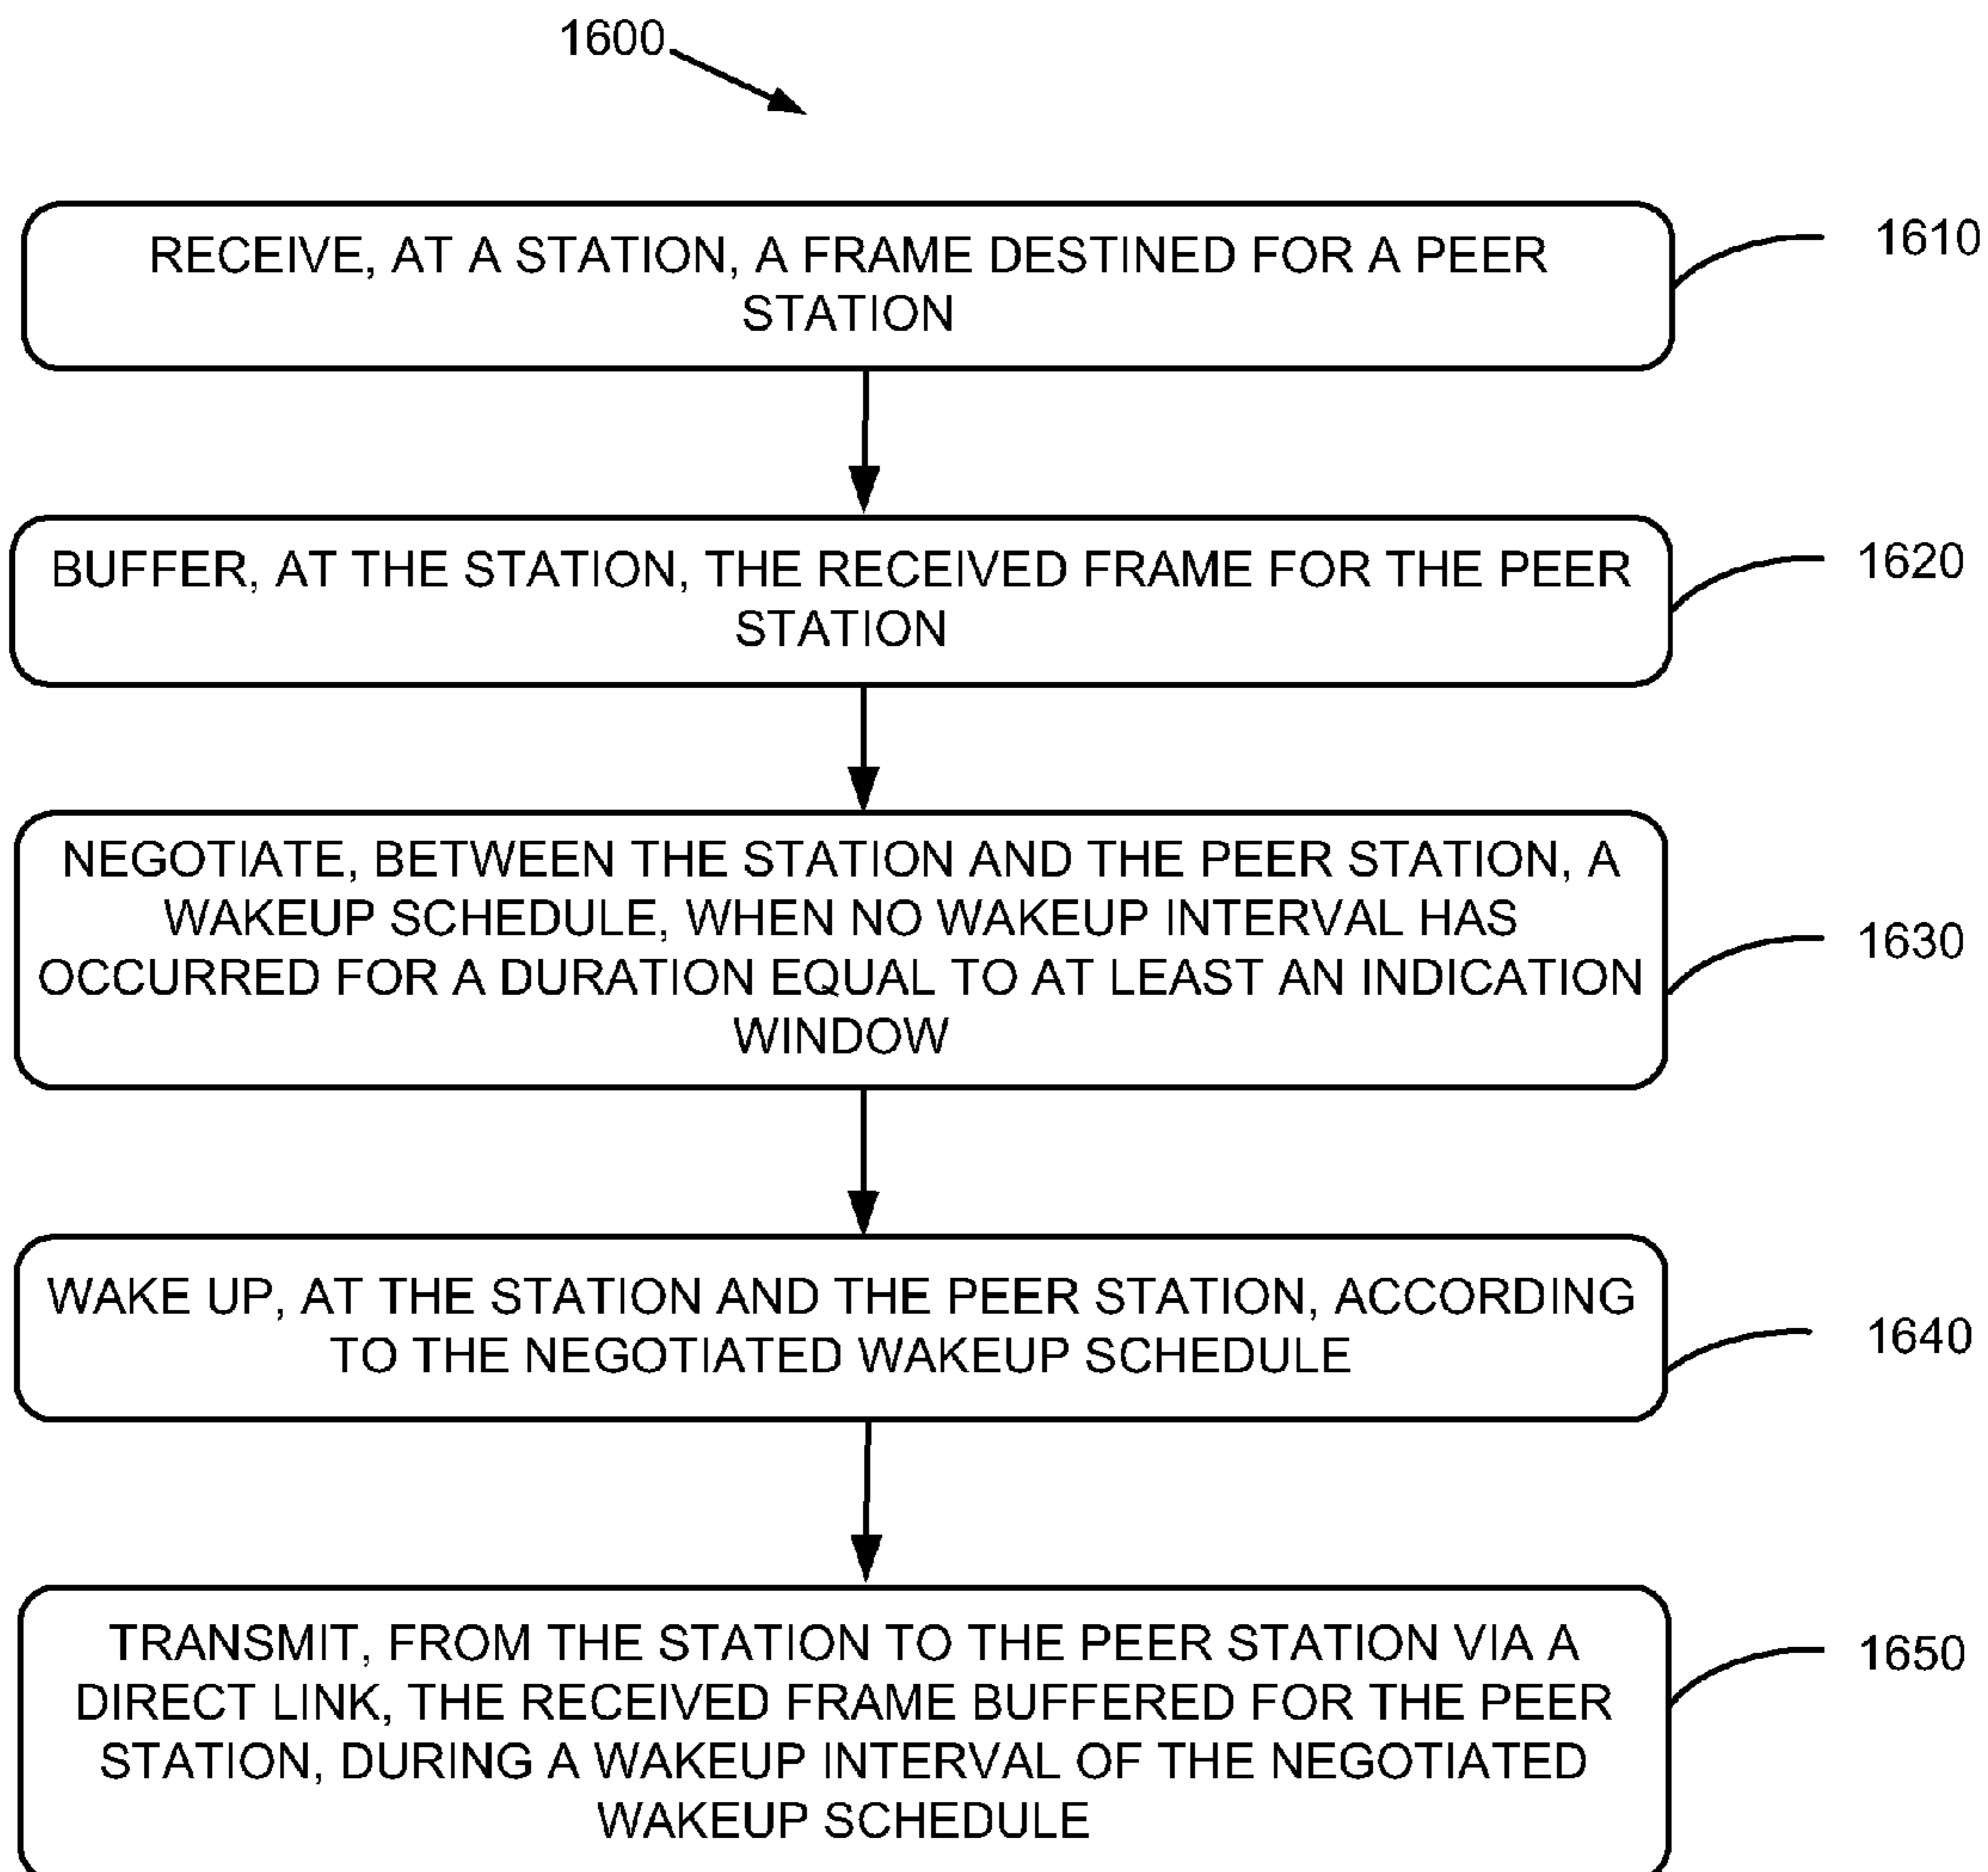 1600
RECEIVE, AT A STATION, A FRAME DESTINED FOR A PEER
STATION
1610
BUFFER, AT THE STATION, THE RECEIVED FRAME FOR THE PEER
STATION
1620
NEGOTIATE, BETWEEN THE STATION AND THE PEER STATION, A
WAKEUP SCHEDULE, WHEN NO WAKEUP INTERVAL HAS
OCCURRED FOR A DURATION EQUAL TO AT LEAST AN INDICATION
WINDOW
1630
WAKE UP, AT THE STATION AND THE PEER STATION, ACCORDING
TO THE NEGOTIATED WAKEUP SCHEDULE
1640
TRANSMIT, FROM THE STATION TO THE PEER STATION VIA A
DIRECT LINK, THE RECEIVED FRAME BUFFERED FOR THE PEER
STATION, DURING A WAKEUP INTERVAL OF THE NEGOTIATED
WAKEUP SCHEDULE
1650